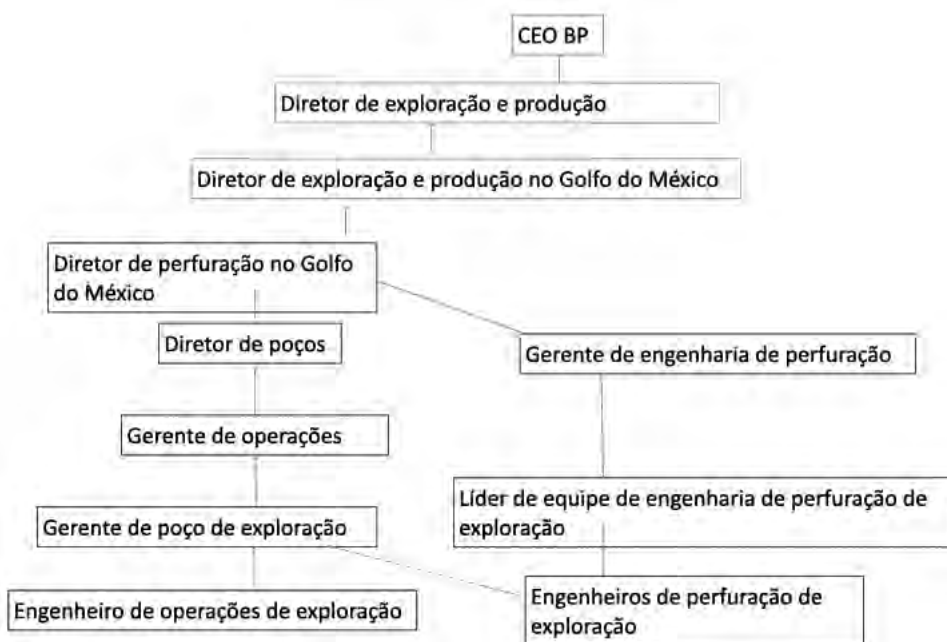 CEO BP
Diretor de exploração e produção
Diretor de exploração e produção no Golfo do México
Diretor de perfuração no Golfo
do México
Diretor de poços
Gerente de engenharia de perfuração
Gerente de operações
Líder de equipe de engenharia de perfuração de
exploração
Gerente de poço de exploração
Engenheiro de operações de exploração
Engenheiros de perfuração de
exploração